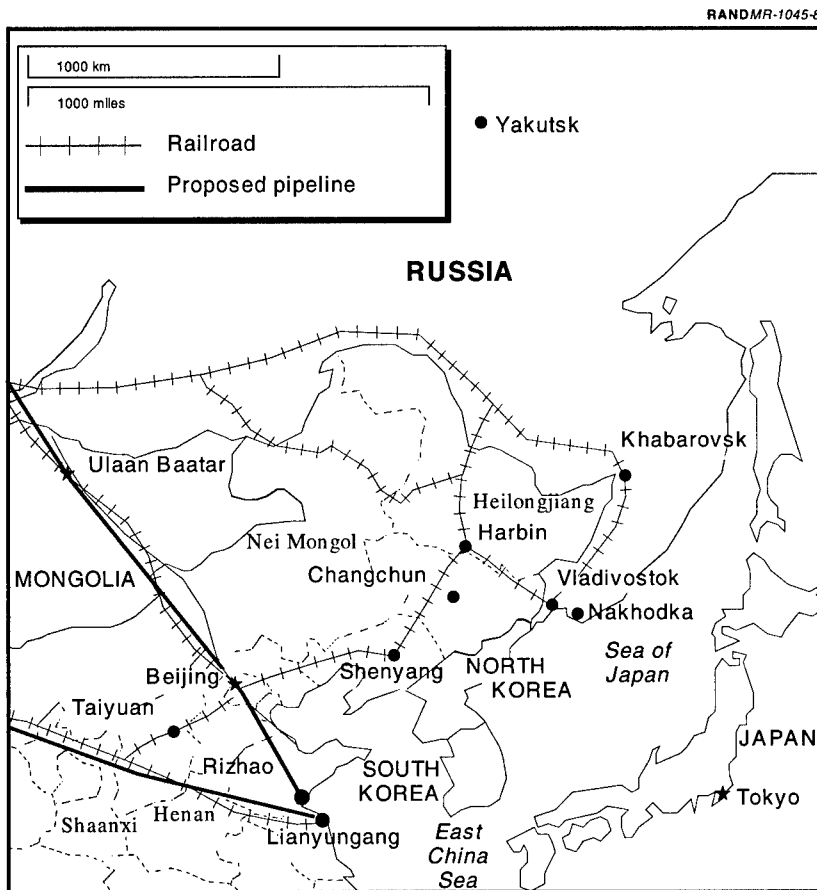 RANDMR-1045-8
1000 km
1000 miles
Railroad
Proposed pipeline
Yakutsk
RUSSIA
Khabarovsk
Ulaan Baatar
Heilongjiang
Harbin
Nei Mongol
Changchun
Vladivostok
MONGOLIA
Nakhodka
Sea of
Japan
Shenyang
NORTH
KOREA
Beijing
Taiyuan
JAPAN
Rizhao
SOUTH
KOREA
Tokyo
Henan
Shaanxi
Lianyungang
East
China
Sea